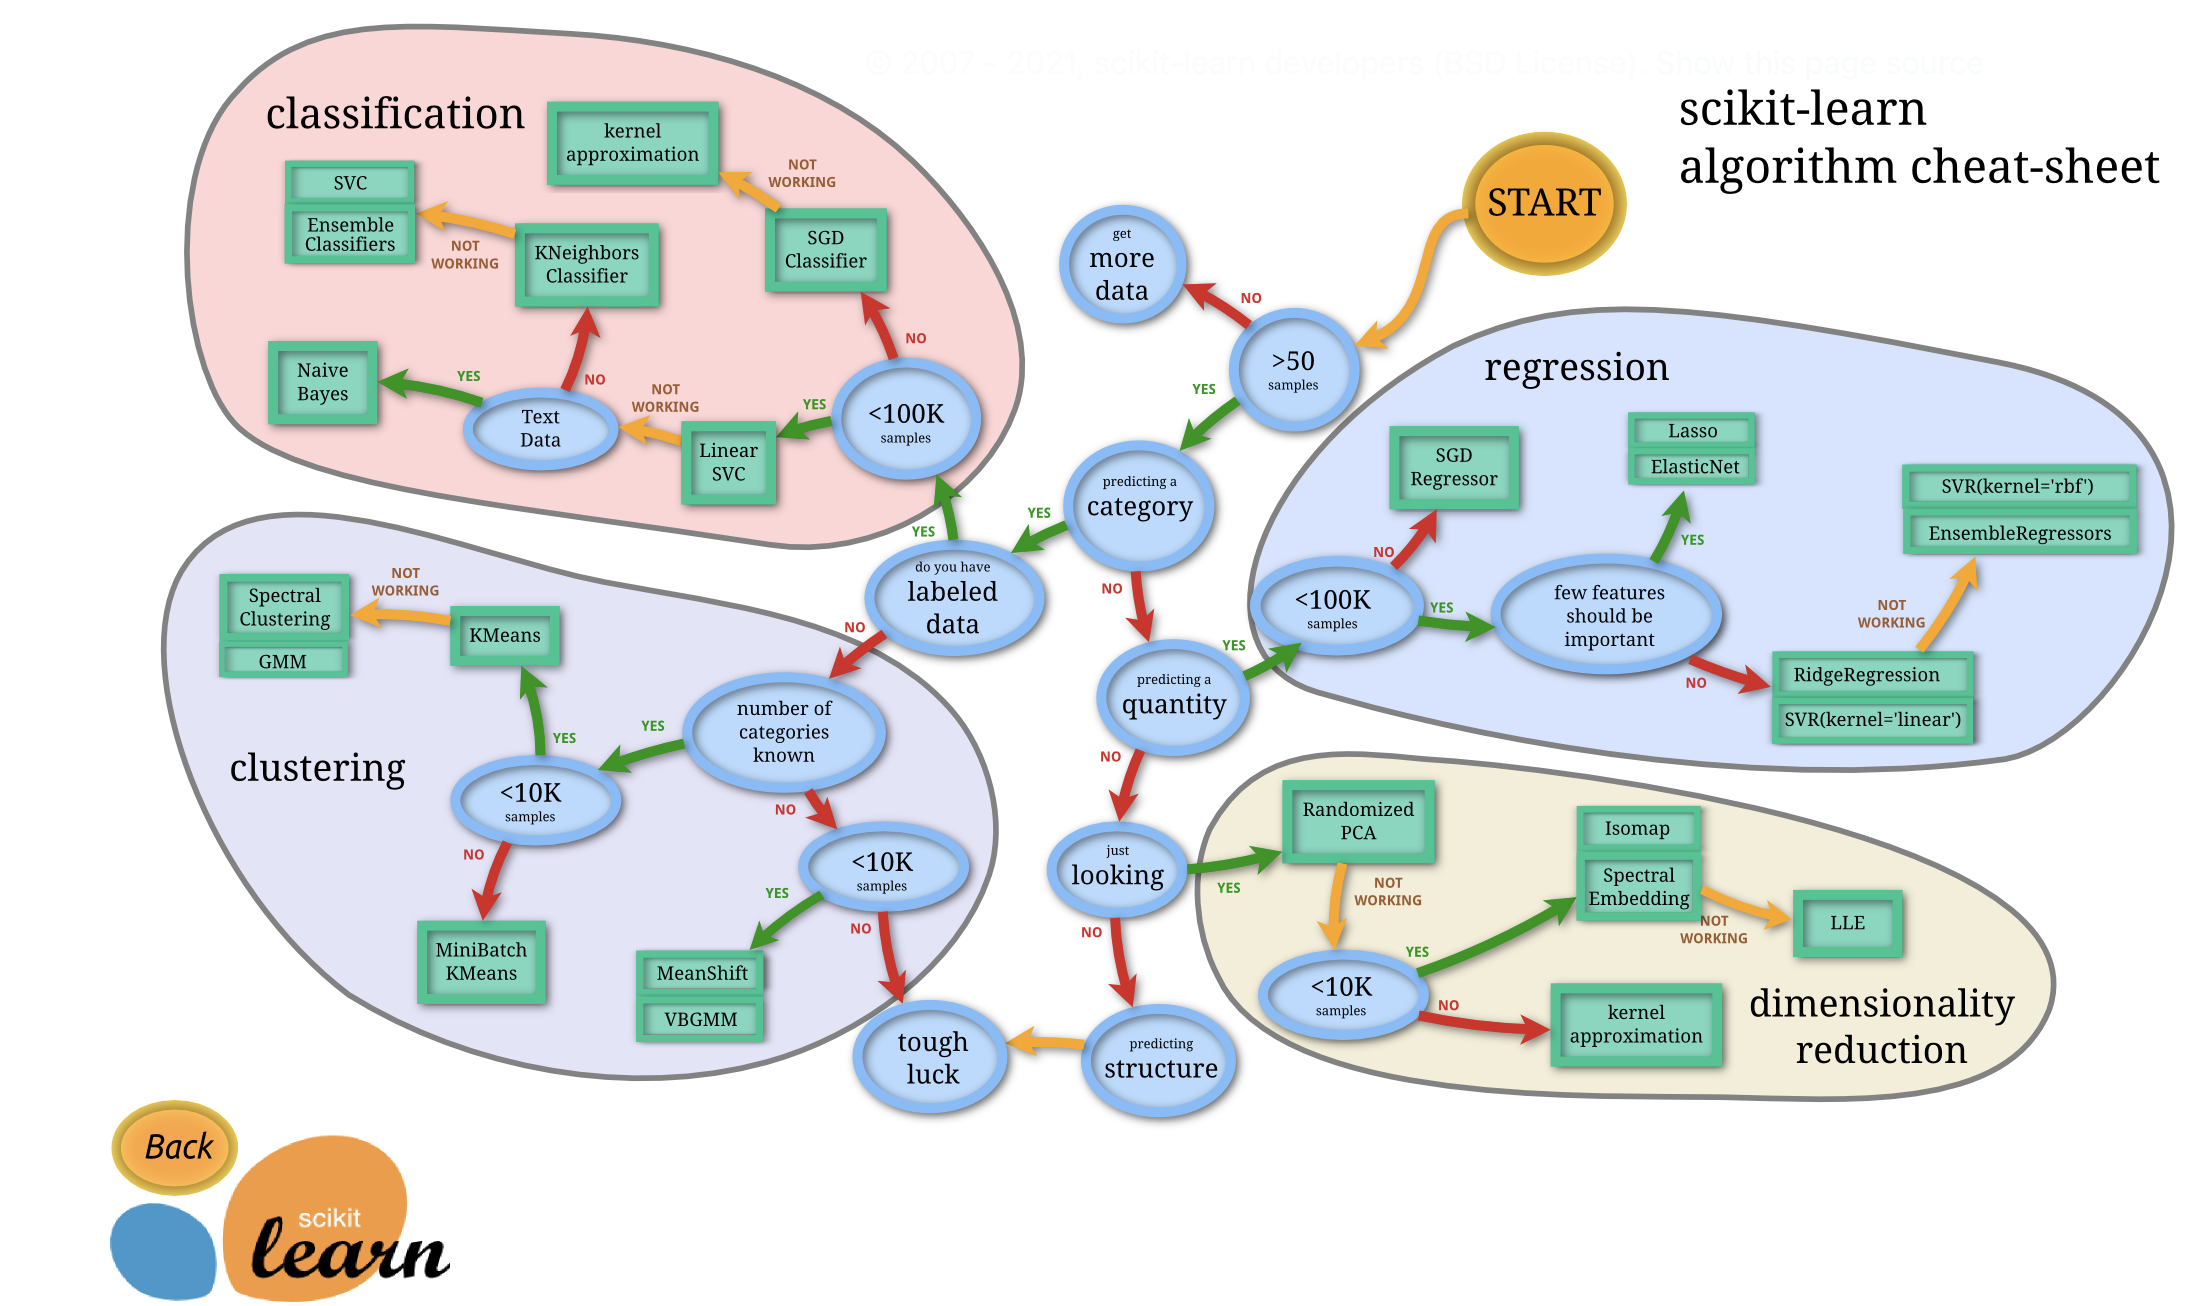 © 2007 - 2021, scikit-learn developers (BSD License). Show this page source
scikit-learn
algorithm cheat-sheet
START
classification
kernel
approximation
NOT
WORKING
SVC
Ensemble
Classifiers
NOT
WORKING
KNeighbors
Classifier
SGD
Classifier
NO
Naive
Bayes
YES
NO
Text
Data
NOT
WORKING
Linear
SVC
YES
<100K
samples
YES
get
more
data
NO
>50
samples
YES
predicting a
category
YES
NO
do you have
labeled
data
NO
predicting a
quantity
YES
NO
just
looking
YES
NO
predicting
structure
tough
luck
regression
SGD
Regressor
NO
<100K
samples
YES
few features
should be
important
YES
Lasso
ElasticNet
NO
RidgeRegression
SVR(kernel='linear')
NOT
WORKING
SVR(kernel='rbf')
EnsembleRegressors
clustering
Spectral
Clustering
GMM
NOT
WORKING
KMeans
YES
<10K
samples
NO
MiniBatch
KMeans
YES
number of
categories
known
NO
<10K
samples
YES
NO
MeanShift
VBGMM
dimensionality
reduction
Randomized
PCA
NOT
WORKING
<10K
samples
YES
Isomap
Spectral
Embedding
NOT
WORKING
LLE
NO
kernel
approximation
Back
scikit
learn